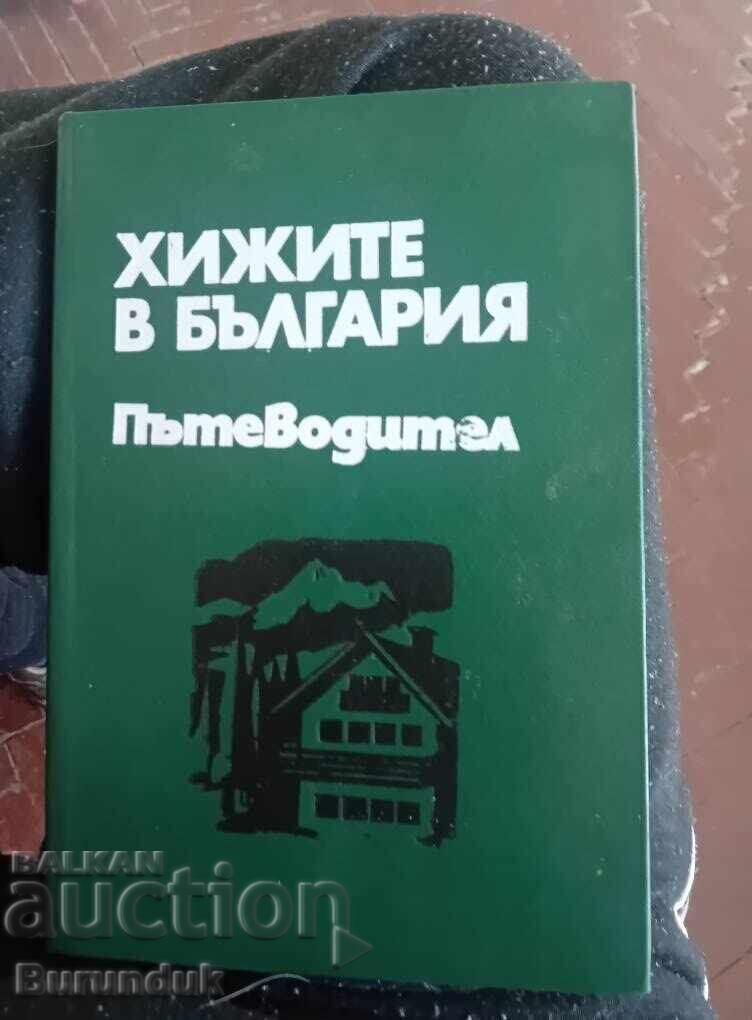 ХИЖИТЕ
В БЪЛГАРИЯ
Пътеводител
BALKAN
auction
Burunduk